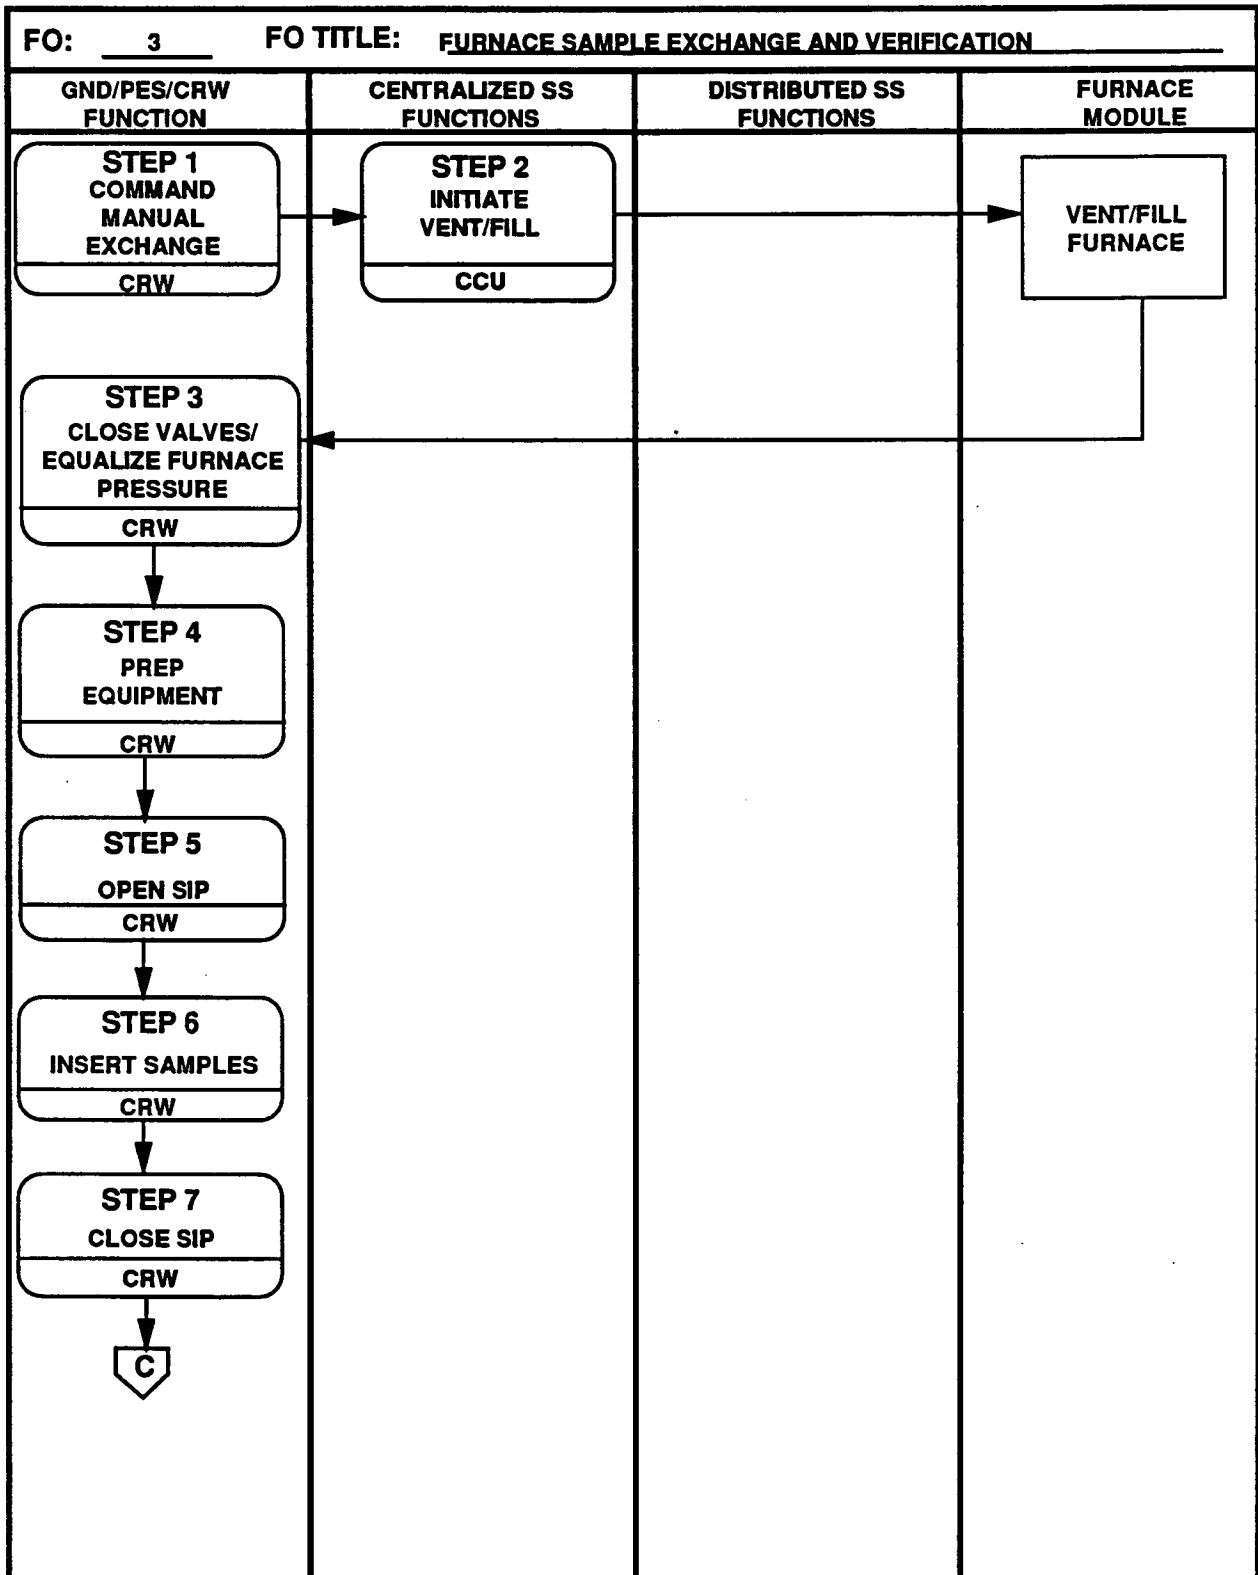 FO: 3 FO TITLE: FURNACE SAMPLE EXCHANGE AND VERIFICATION
GND/PES/CRW
FUNCTION
CENTRALIZED SS
FUNCTIONS
DISTRIBUTED SS
FUNCTIONS
FURNACE
MODULE
STEP 1
COMMAND
MANUAL
EXCHANGE
CRW
STEP 2
INITIATE
VENT/FILL
CCU
VENT/FILL
FURNACE
STEP 3
CLOSE VALVES/
EQUALIZE FURNACE
PRESSURE
CRW
STEP 4
PREP
EQUIPMENT
CRW
STEP 5
OPEN SIP
CRW
STEP 6
INSERT SAMPLES
CRW
STEP 7
CLOSE SIP
CRW
C